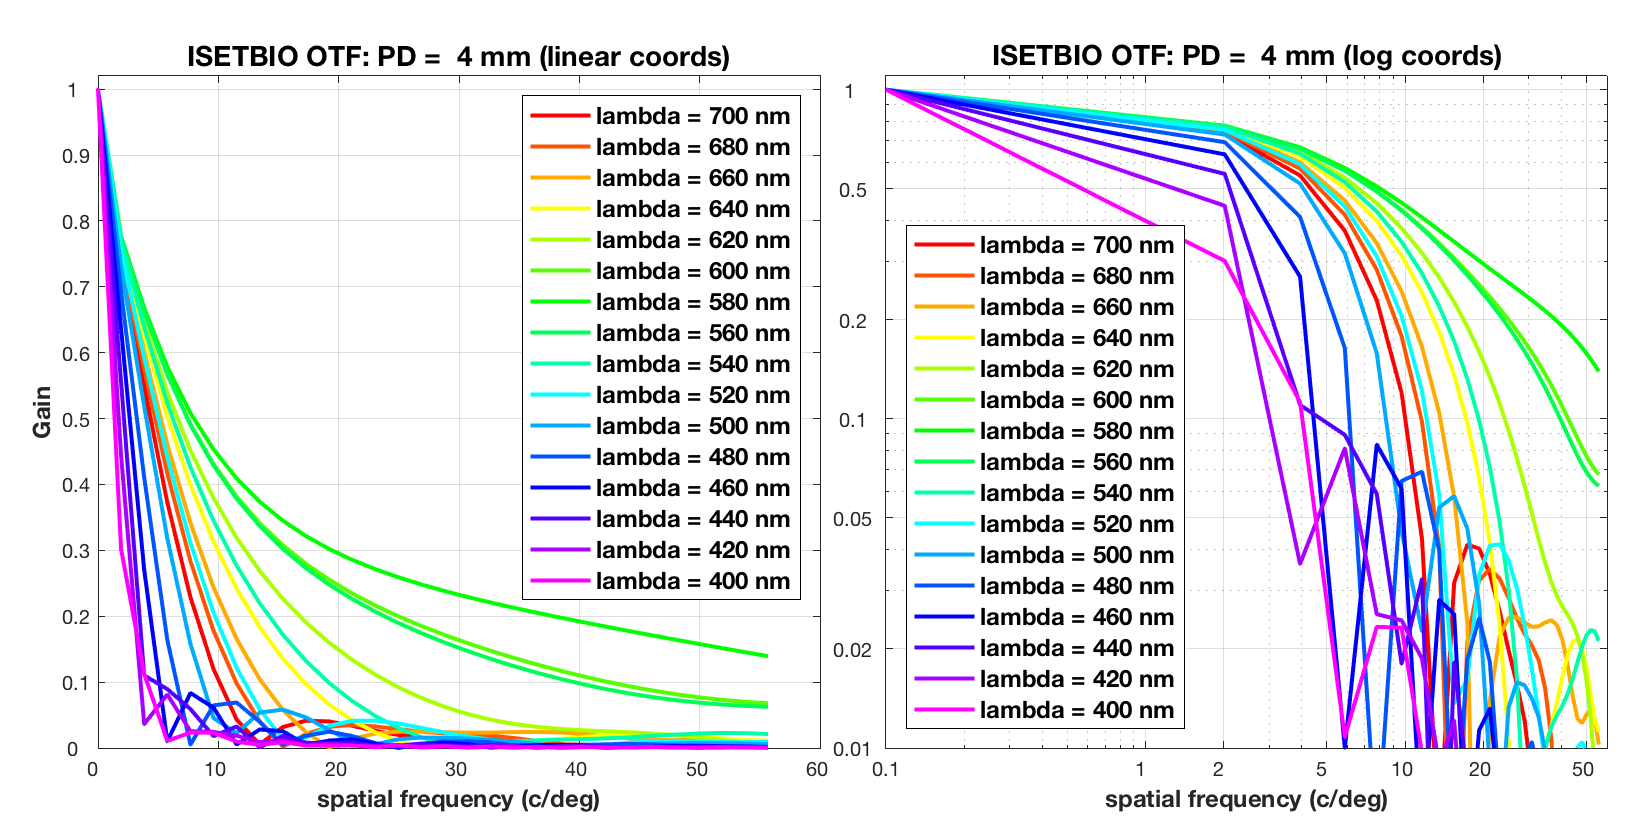 ISETBIO OTF: PD =  4 mm (linear coords)
1
0.9
0.8
0.7
0.6
0.5
0.4
0.3
0.2
0.1
0
Gain
lambda = 700 nm
lambda = 680 nm
lambda = 660 nm
lambda = 640 nm
lambda = 620 nm
lambda = 600 nm
lambda = 580 nm
lambda = 560 nm
lambda = 540 nm
lambda = 520 nm
lambda = 500 nm
lambda = 480 nm
lambda = 460 nm
lambda = 440 nm
lambda = 420 nm
lambda = 400 nm
0 10 20 30 40 50 60
spatial frequency (c/deg)
ISETBIO OTF: PD =  4 mm (log coords)
1
0.5
0.2
0.1
0.05
0.02
0.01
lambda = 700 nm
lambda = 680 nm
lambda = 660 nm
lambda = 640 nm
lambda = 620 nm
lambda = 600 nm
lambda = 580 nm
lambda = 560 nm
lambda = 540 nm
lambda = 520 nm
lambda = 500 nm
lambda = 480 nm
lambda = 460 nm
lambda = 440 nm
lambda = 420 nm
lambda = 400 nm
0.1 1 2 5 10 20 50
spatial frequency (c/deg)